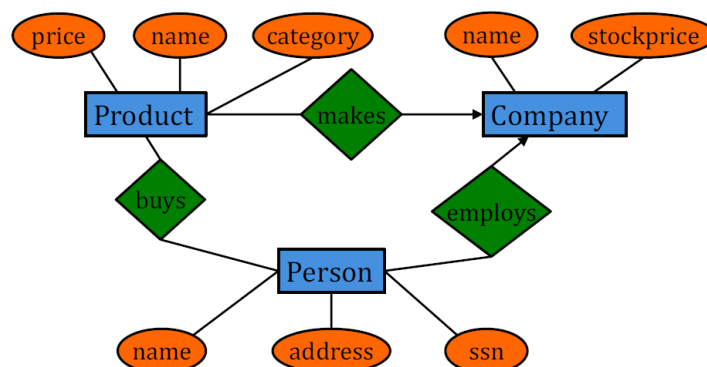 price
name
category
name
stockprice
Product
makes
Company
buys
employs
Person
name
address
ssn